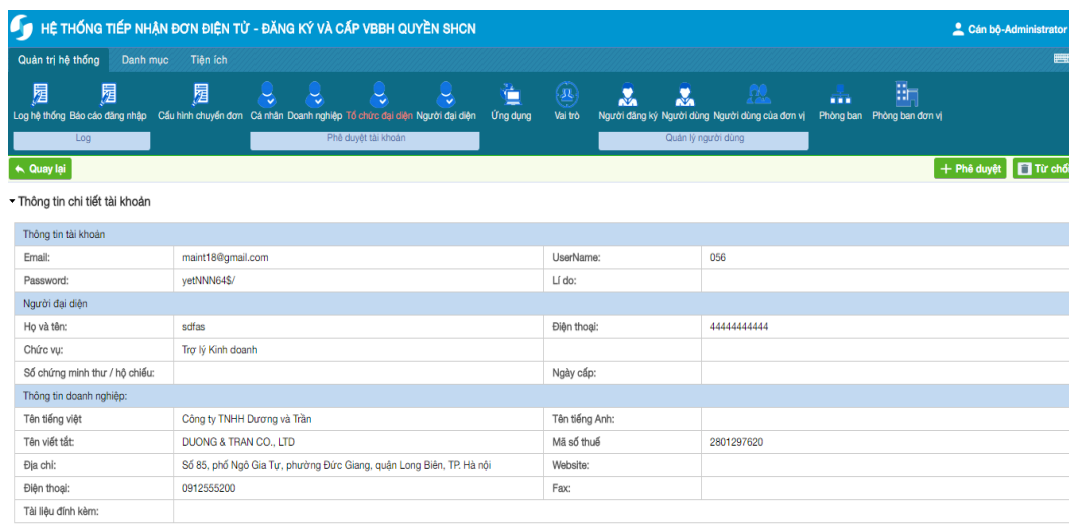 HỆ THỐNG TIẾP NHẬN ĐƠN ĐIỆN TỬ - ĐĂNG KÝ VÀ CẤP VBBH QUYỀN SHCN
Cán bộ-Administrator
Quản trị hệ thống Danh mục Tiện ích
Log hệ thống Báo cáo đăng nhập Cấu hình chuyển đơn Cá nhân Doanh nghiệp Tổ chức đại diện Người đại diện Ứng dụng Vai trò Người đăng ký Người dùng Người dùng của đơn vị Phòng ban Phòng ban đơn vị
Log Phê duyệt tài khoản Quản lý người dùng
Quay lại + Phê duyệt Từ chối
Thông tin chi tiết tài khoản
Thông tin tài khoản
Email: maint18@gmail.com UserName: 056
Password: yetNNN64$/ Lí do:
Người đại diện
Họ và tên: sdfas Điện thoại: 44444444444
Chức vụ: Trợ lý Kinh doanh
Số chứng minh thư / hộ chiếu: Ngày cấp:
Thông tin doanh nghiệp:
Tên tiếng việt Công ty TNHH Dương và Trần Tên tiếng Anh:
Tên viết tắt: DUONG & TRAN CO., LTD Mã số thuế 2801297620
Địa chỉ: Số 85, phố Ngô Gia Tự, phường Đức Giang, quận Long Biên, TP. Hà nội Website:
Điện thoại: 0912555200 Fax:
Tài liệu đính kèm: